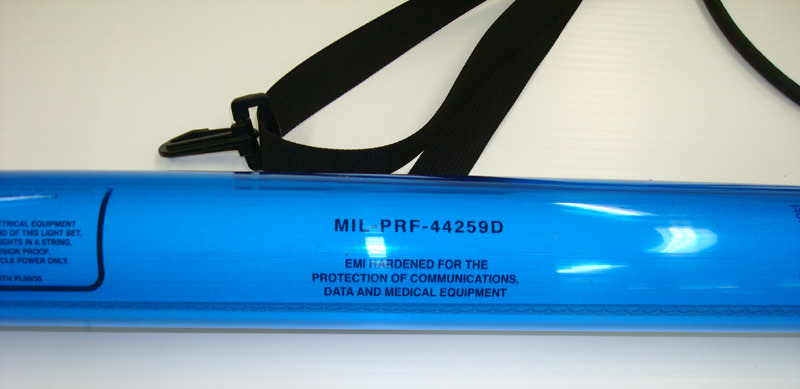 ETRICAL EQUIPMENT
OF THIS LIGHT SET.
IGHTS IN A STRING.
SION PROOF.
CLE POWER ONLY.
MIL-PRF-44259D
EMI HARDENED FOR THE
PROTECTION OF COMMUNICATIONS,
DATA AND MEDICAL EQUIPMENT